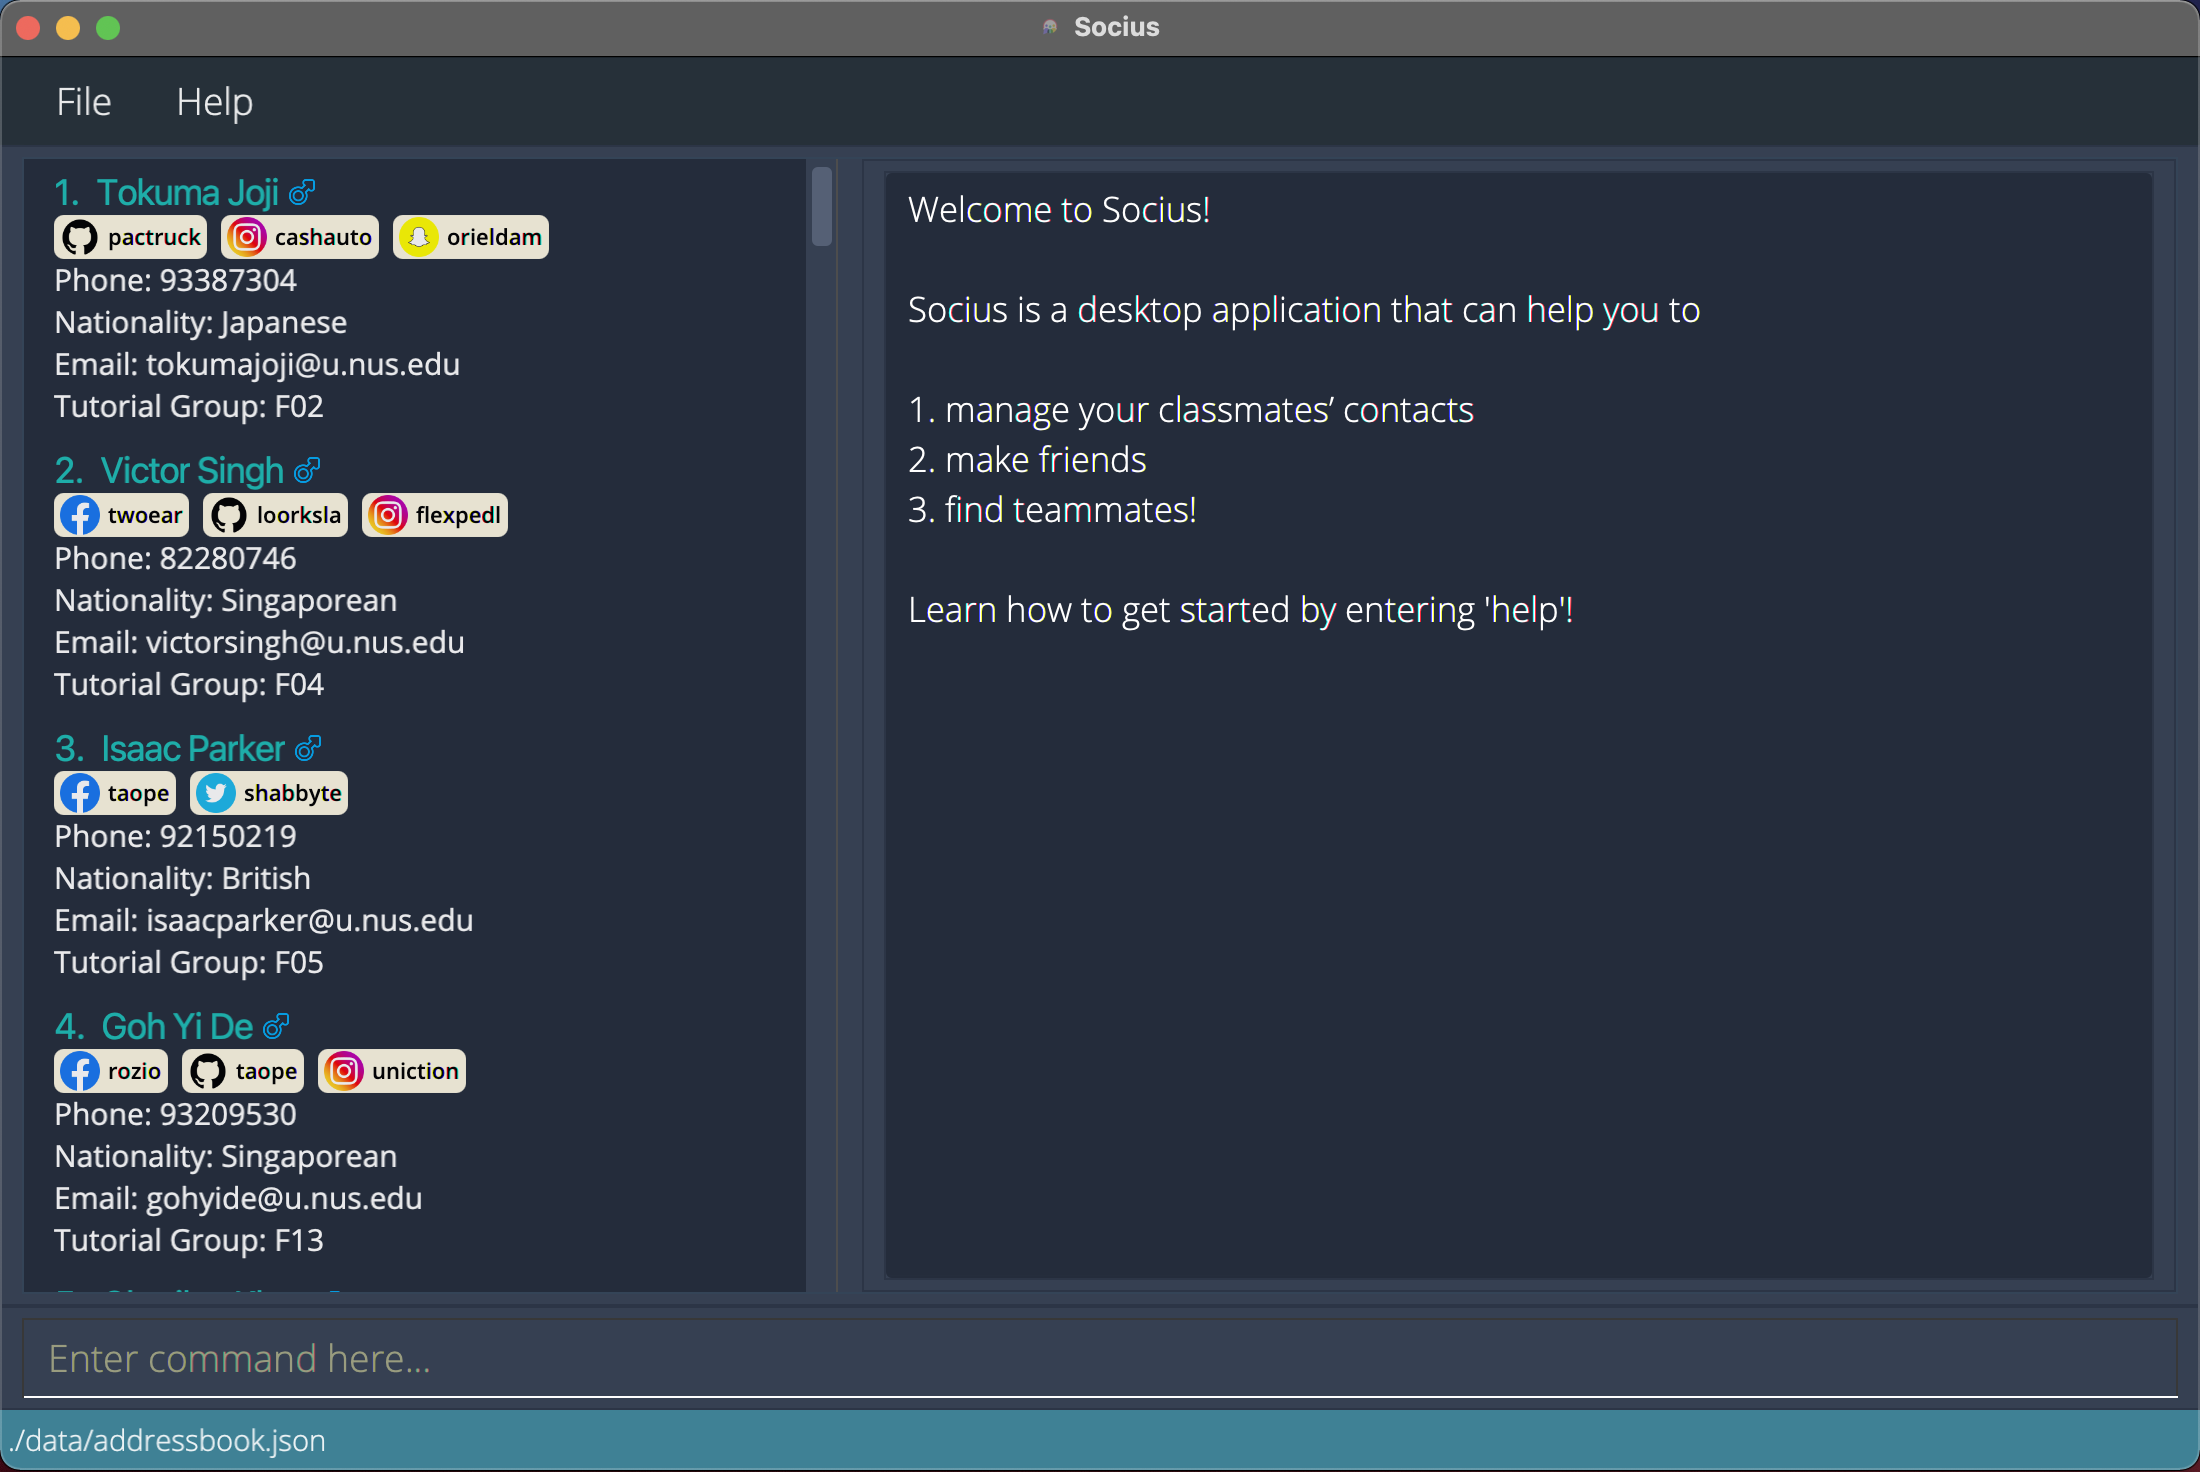 Socius
File Help
1. Tokuma Joji
pactruck cashauto orieldam
Phone: 93387304
Nationality: Japanese
Email: tokumajoji@u.nus.edu
Tutorial Group: F02
2. Victor Singh
twoear loorksla flexpedl
Phone: 82280746
Nationality: Singaporean
Email: victorsingh@u.nus.edu
Tutorial Group: F04
3. Isaac Parker
taope shabbyte
Phone: 92150219
Nationality: British
Email: isaacparker@u.nus.edu
Tutorial Group: F05
4. Goh Yi De
rozio taope uniction
Phone: 93209530
Nationality: Singaporean
Email: gohyide@u.nus.edu
Tutorial Group: F13
Welcome to Socius!
Socius is a desktop application that can help you to
1. manage your classmates’ contacts
2. make friends
3. find teammates!
Learn how to get started by entering 'help'!
Enter command here...
./data/addressbook.json